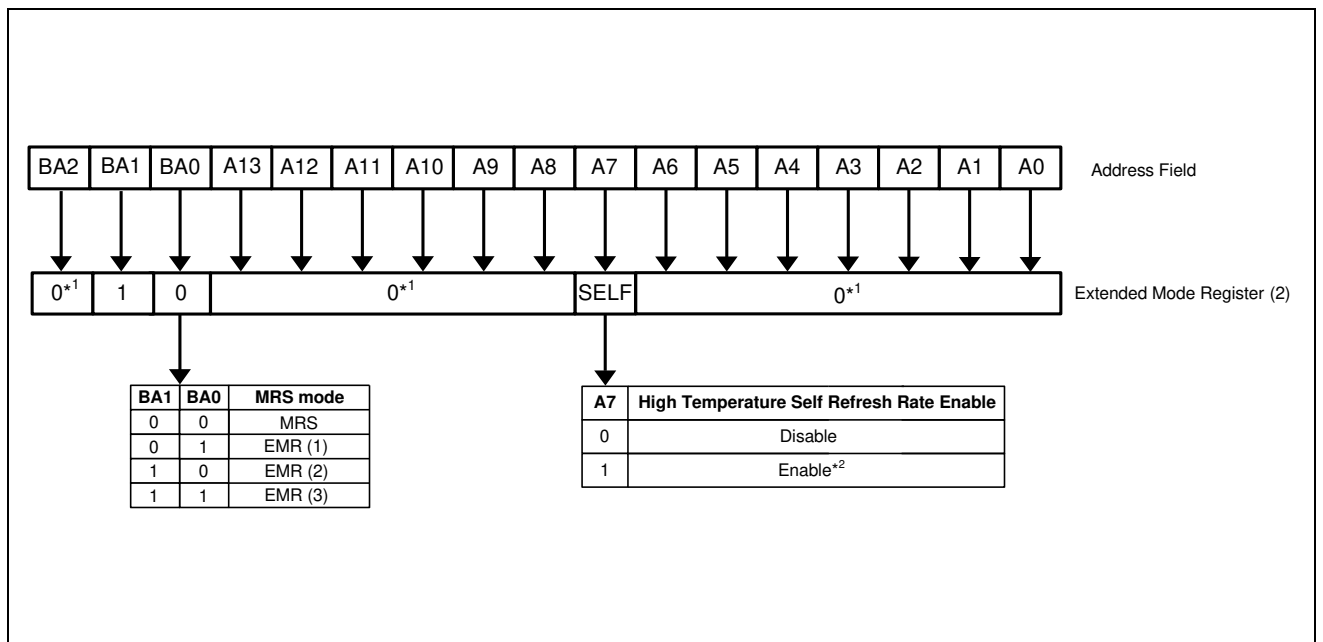 BA2 BA1 BA0 A13 A12 A11 A10 A9 A8 A7 A6 A5 A4 A3 A2 A1 A0 Address Field
0*1 1 0 0*1 SELF 0*1 Extended Mode Register (2)
BA1 BA0 MRS mode
0 0 MRS
0 1 EMR (1)
1 0 EMR (2)
1 1 EMR (3)
A7 High Temperature Self Refresh Rate Enable
0 Disable
1 Enable*2